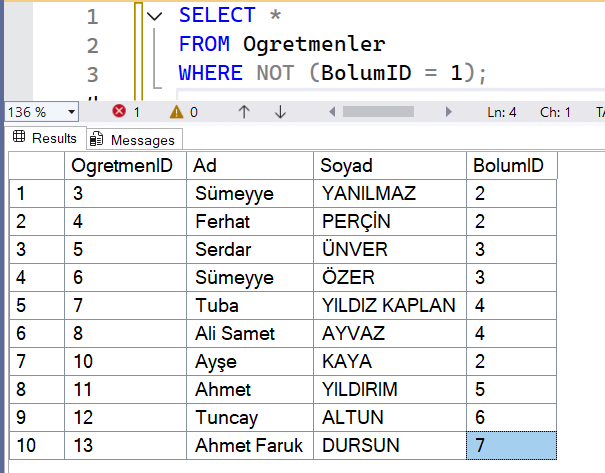 1 SELECT *
2 FROM Ogretmenler
3 WHERE NOT (BolumID = 1);
136 % 1 0 Ln: 4 Ch: 1
Results Messages
OgretmenID Ad Soyad BolumID
1 3 Sümeyye YANILMAZ 2
2 4 Ferhat PERÇİN 2
3 5 Serdar ÜNVER 3
4 6 Sümeyye ÖZER 3
5 7 Tuba YILDIZ KAPLAN 4
6 8 Ali Samet AYVAZ 4
7 10 Ayşe KAYA 2
8 11 Ahmet YILDIRIM 5
9 12 Tuncay ALTUN 6
10 13 Ahmet Faruk DURSUN 7